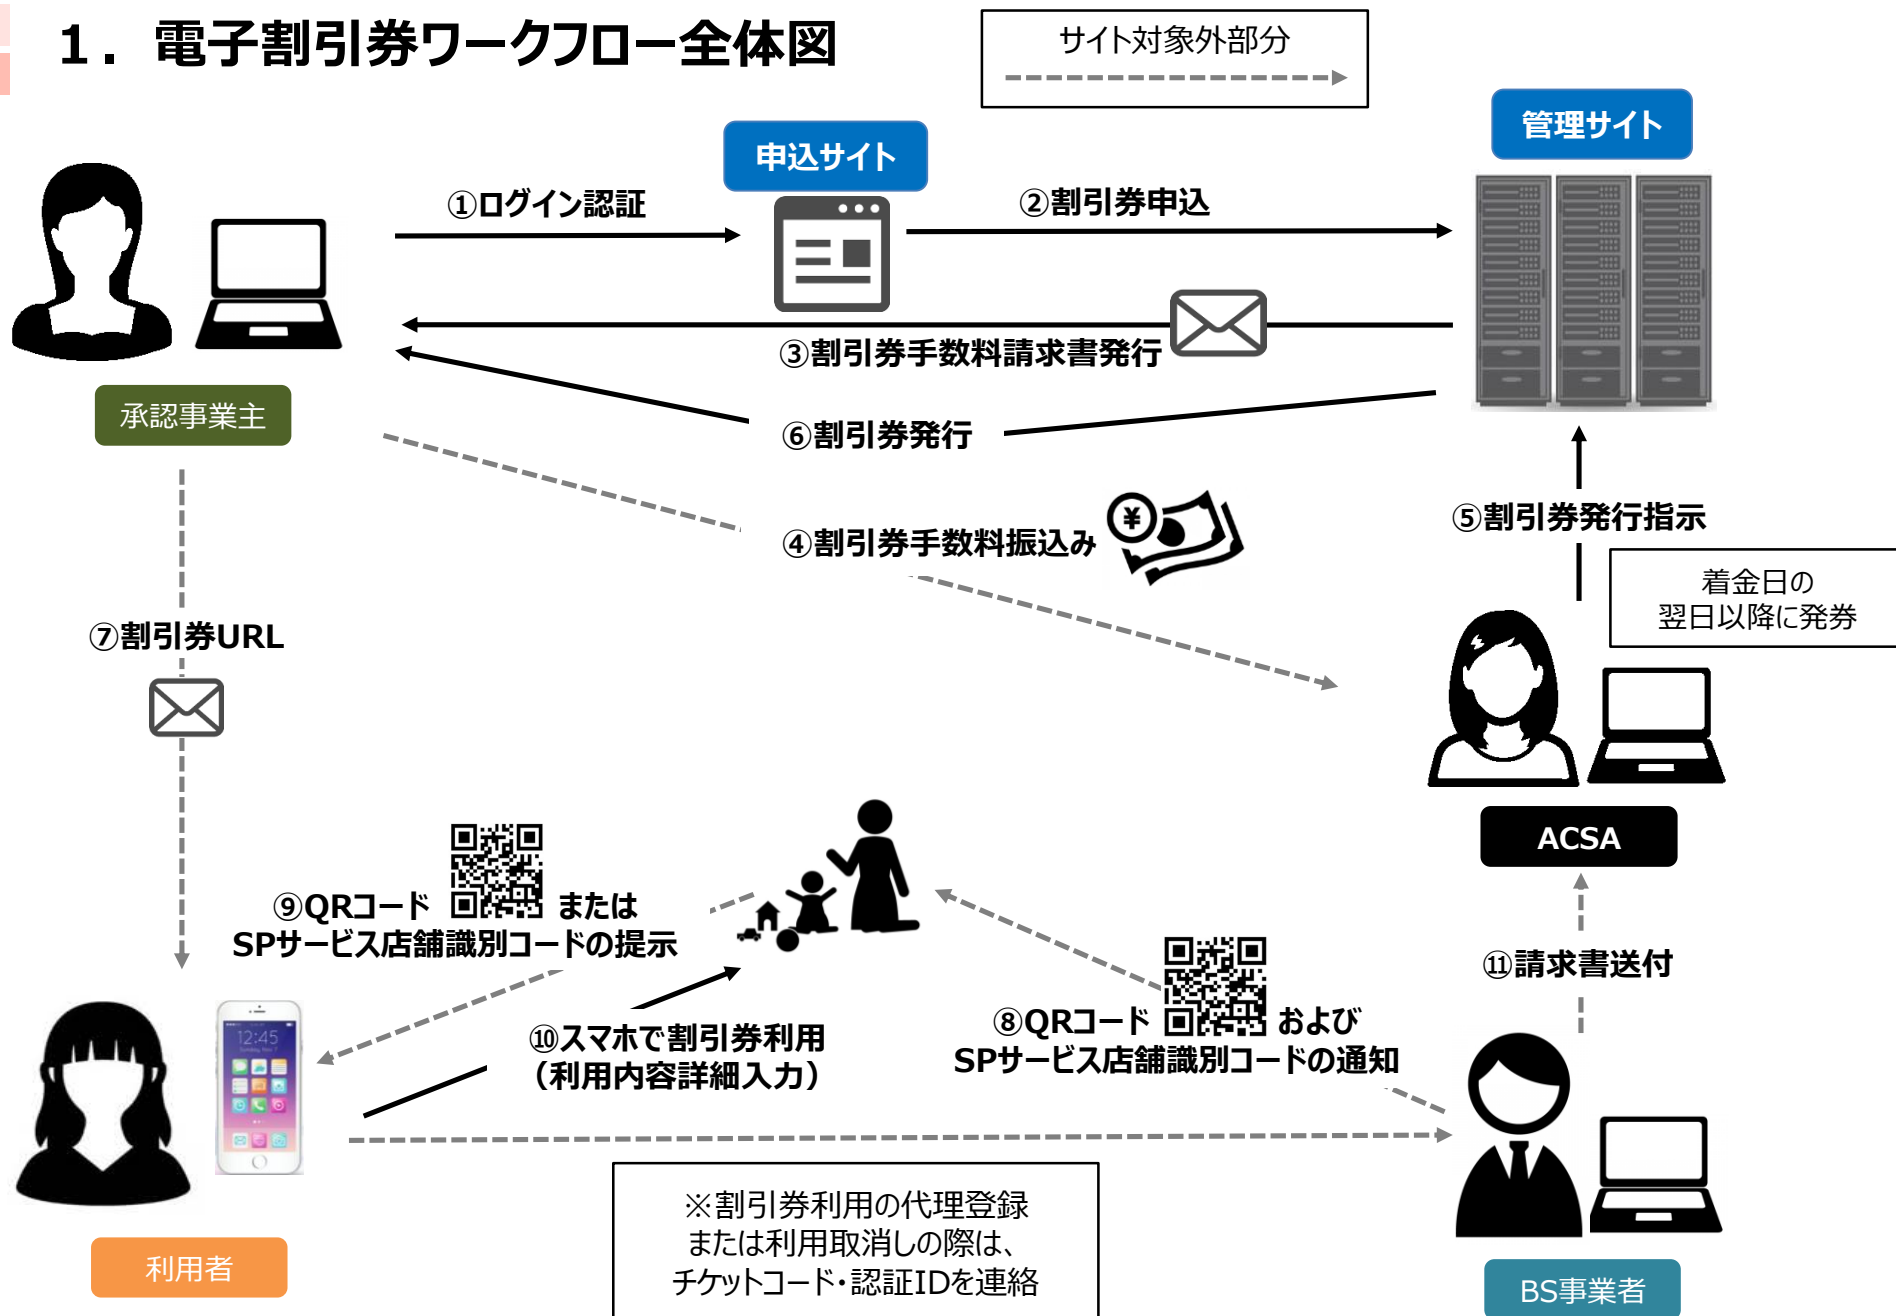 1. 電子割引券ワークフロー全体図
サイト対象外部分
管理サイト
申込サイト
①ログイン認証
②割引券申込
③割引券手数料請求書発行
承認事業主
⑥割引券発行
④割引券手数料振込み
⑤割引券発行指示
着金日の
翌日以降に発券
⑦割引券URL
ACSA
⑨QRコード または
SPサービス店舗識別コードの提示
⑪請求書送付
⑧QRコード および
SPサービス店舗識別コードの通知
⑩スマホで割引券利用
(利用内容詳細入力)
12:45
※割引券利用の代理登録
または利用取消しの際は、
チケットコード・認証IDを連絡
利用者
BS事業者